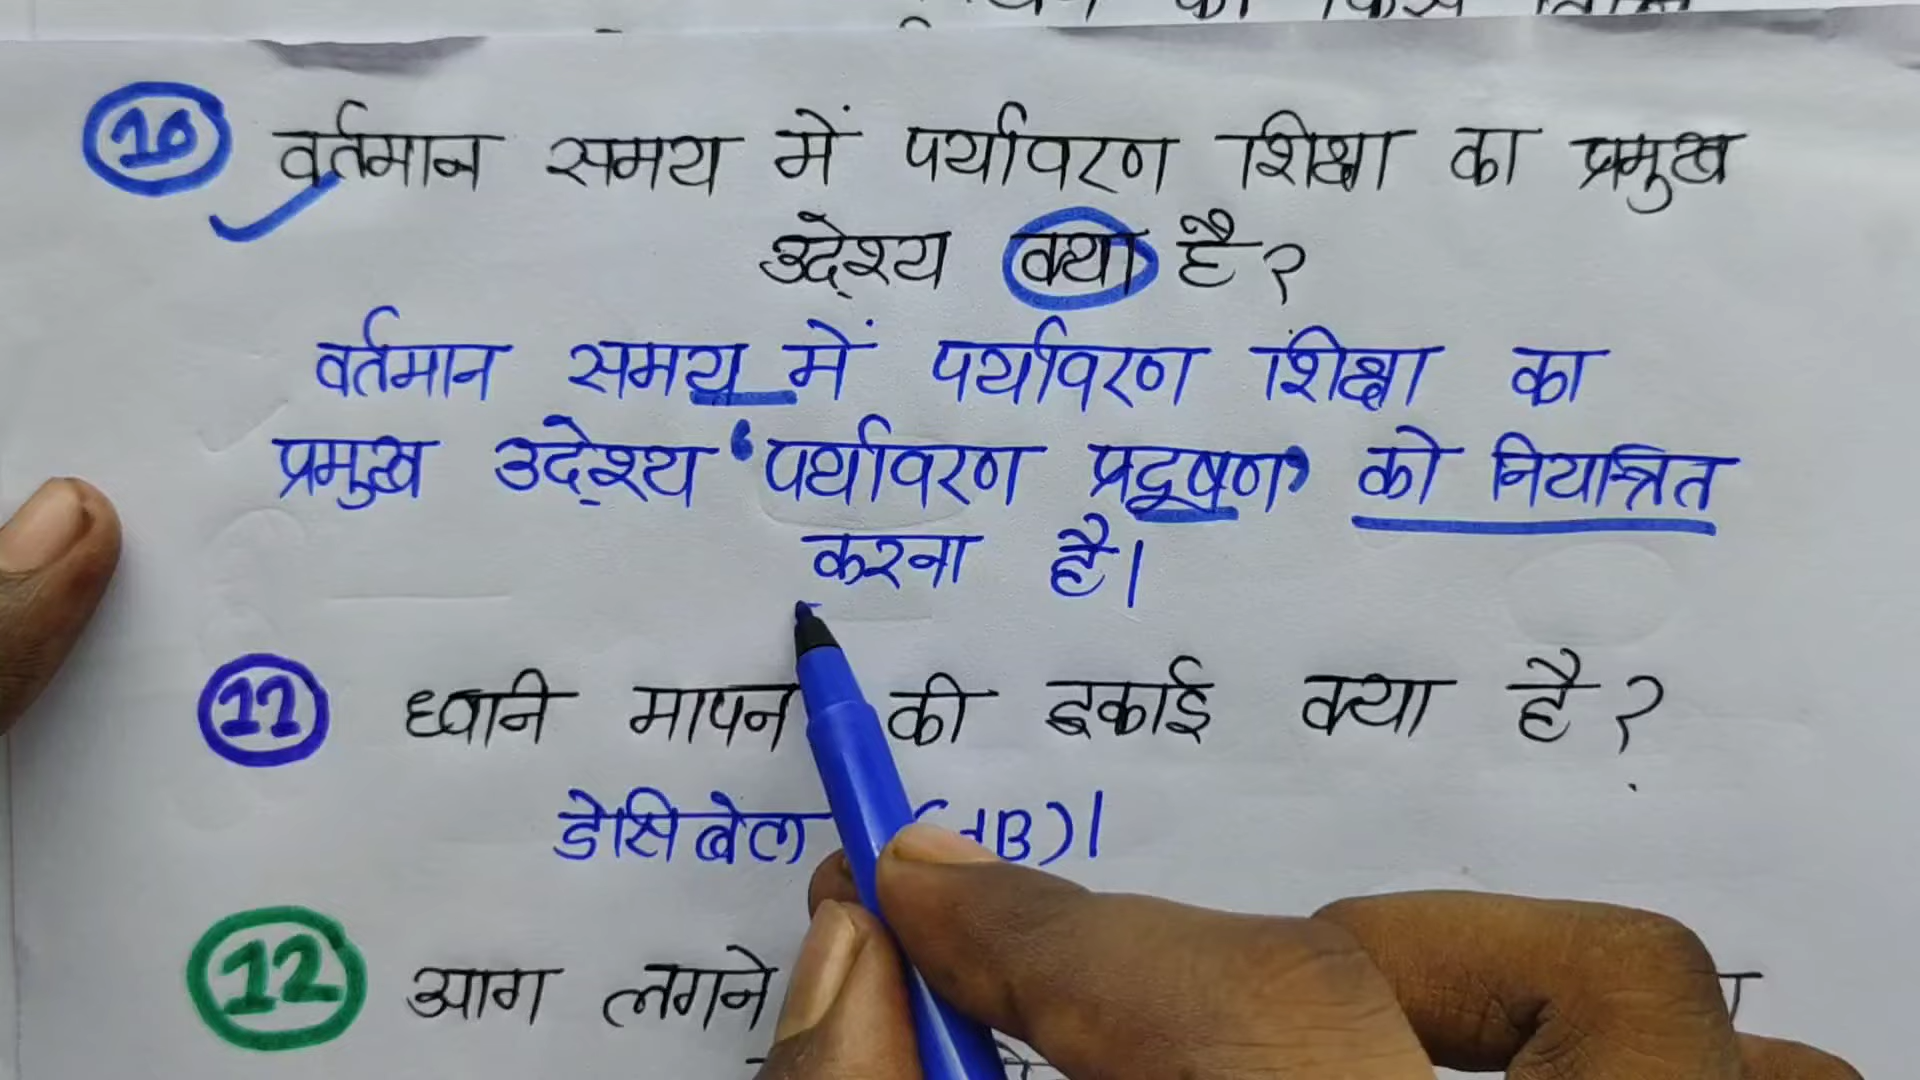 10 वर्तमान समय में पर्यावरण शिक्षा का प्रमुख
उद्देश्य क्या है?
वर्तमान समय में पर्यावरण शिक्षा का
प्रमुख उद्देश्य ‘पर्यावरण प्रदूषण’ को नियन्त्रित
करना है।
11 ध्वनि मापन की इकाई क्या है?
डेसिबेल (dB)।
12 आग लगने